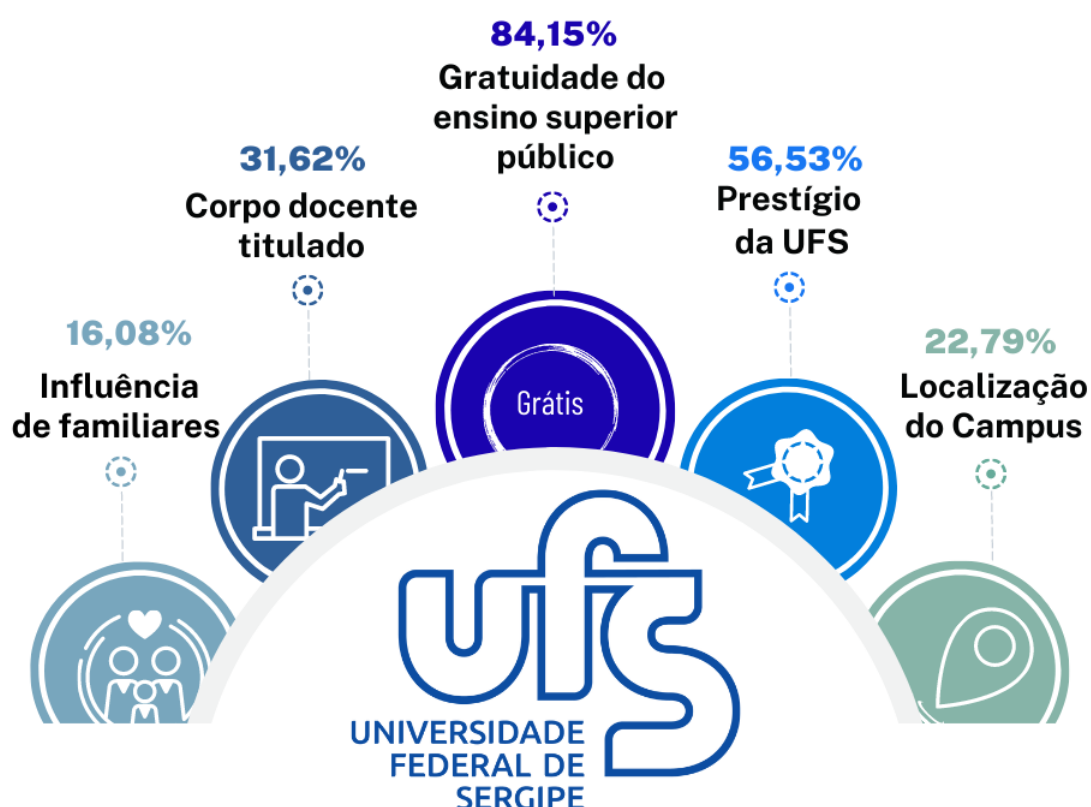 84,15%
Gratuidade do
ensino superior
público
31,62%
Corpo docente
titulado
56,53%
Prestígio
da UFS
16,08%
Influência
de familiares
22,79%
Localização
do Campus
Grátis
ufs
UNIVERSIDADE
FEDERAL DE
SERGIPE